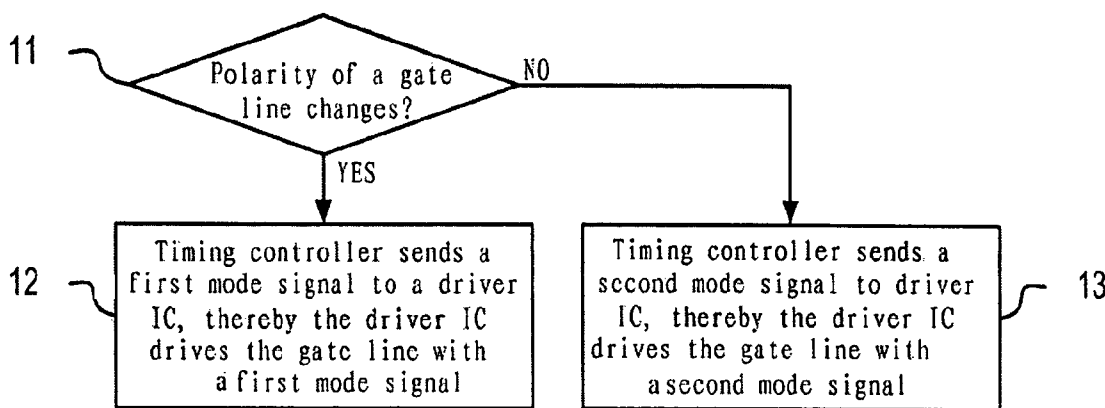 11
Polarity of a gate
line changes?
NO
YES
12
Timing controller sends a
first mode signal to a driver
IC, thereby the driver IC
drives the gate line with
a first mode signal
Timing controller sends a
second mode signal to driver
IC, thereby the driver IC
drives the gate line with
a second mode signal
13